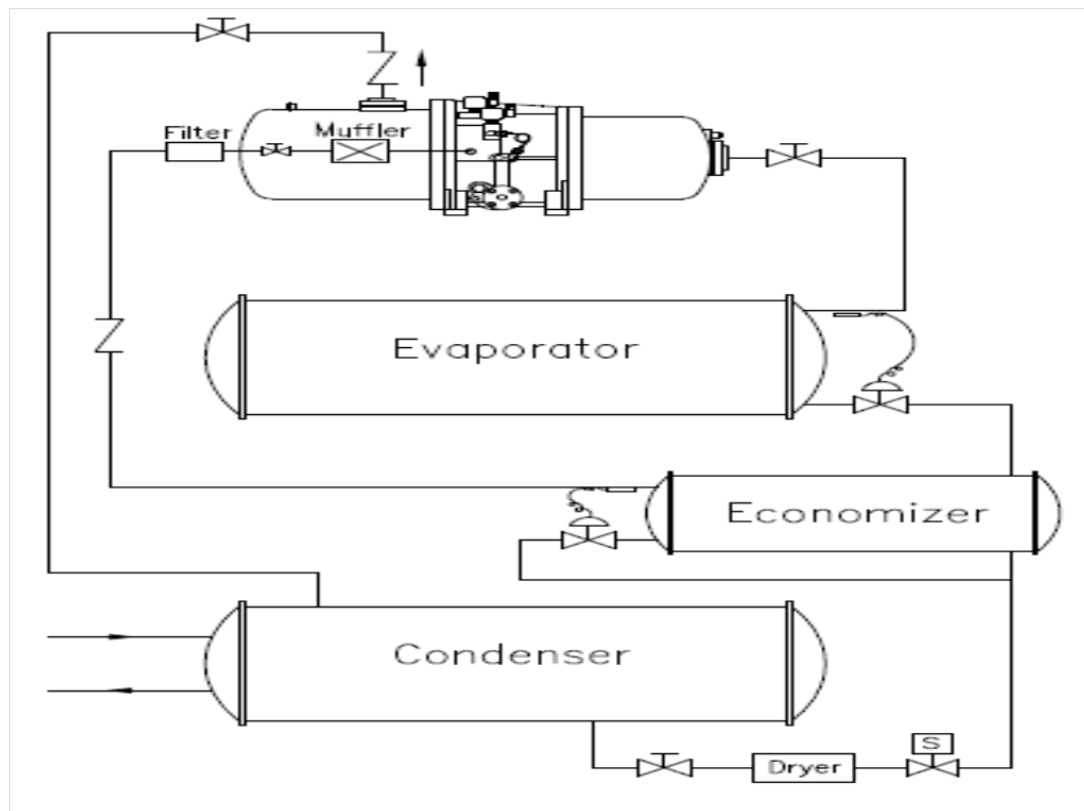 Filter
Muffler
Evaporator
Economizer
Condenser
S
Dryer